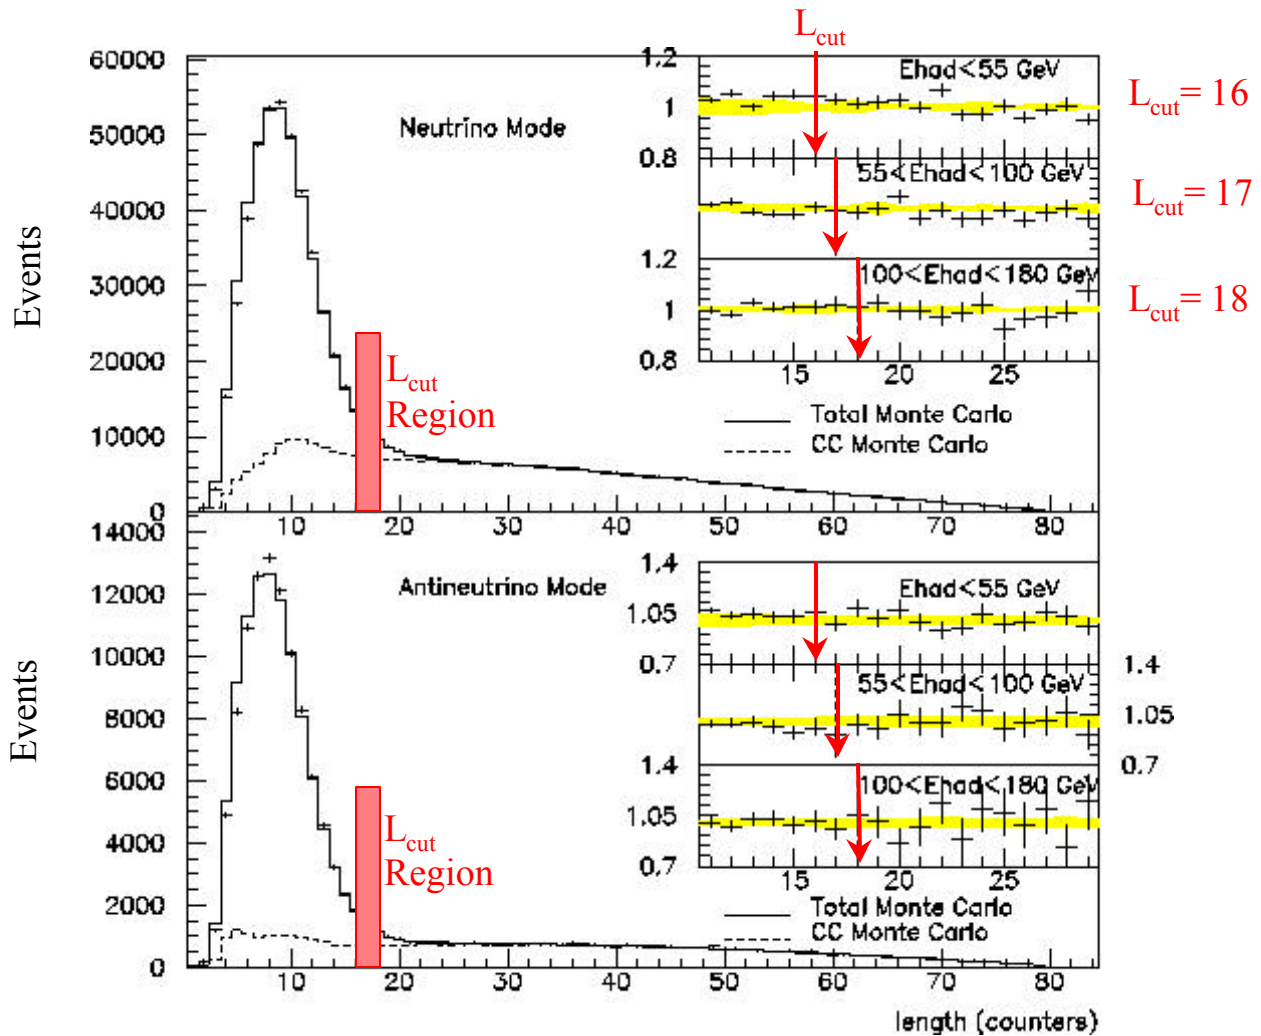 L_cut
60000
50000
40000
30000
20000
10000
0
Events
Neutrino Mode
1.2
1
0.8
Ehad<55 GeV
L_cut= 16
55<Ehad<100 GeV
L_cut= 17
1.2
1
0.8
100<Ehad<180 GeV
L_cut= 18
15 20 25
L_cut
Region
Total Monte Carlo
CC Monte Carlo
10 20 30 40 50 60 70 80
14000
12000
10000
8000
6000
4000
2000
0
Events
Antineutrino Mode
1.4
1.05
0.7
Ehad<55 GeV
55<Ehad<100 GeV
1.4
1.05
0.7
1.4
1.05
0.7
100<Ehad<180 GeV
15 20 25
L_cut
Region
Total Monte Carlo
CC Monte Carlo
10 20 30 40 50 60 70 80
length (counters)